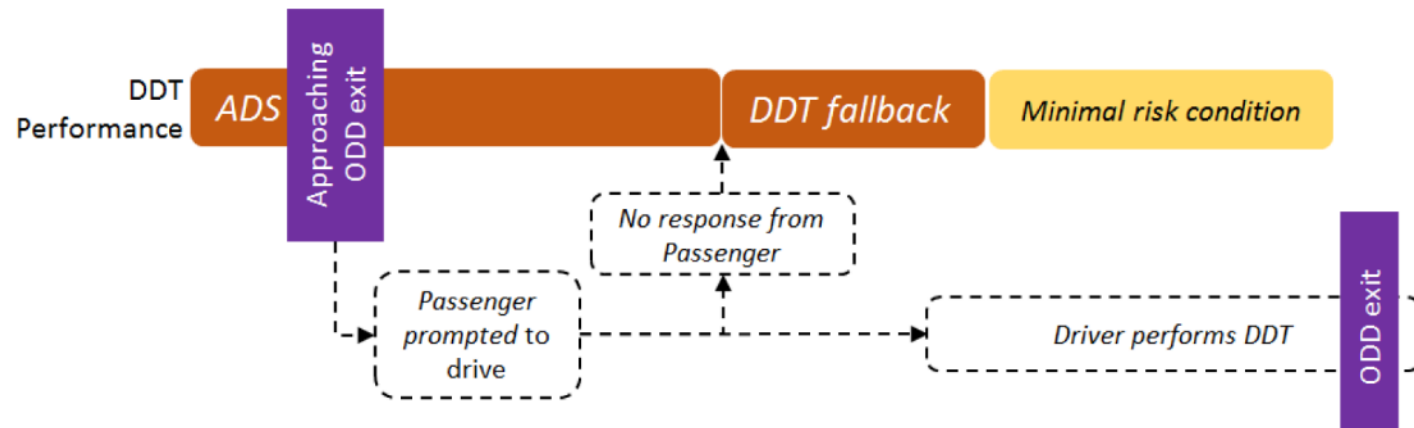 DDT
Performance
ADS
Approaching
ODD exit
DDT fallback
Minimal risk condition
No response from
Passenger
Passenger
prompted to
drive
Driver performs DDT
ODD exit